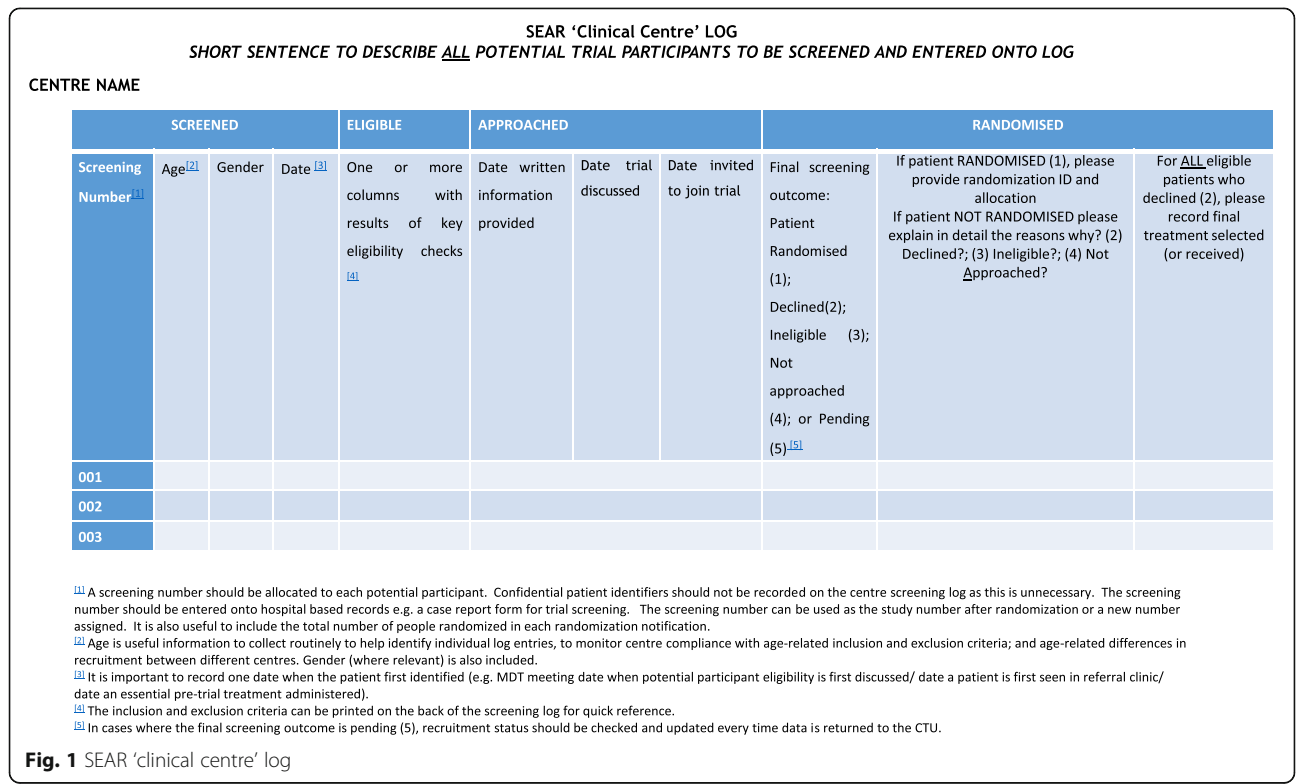 SEAR ‘Clinical Centre’ LOG
SHORT SENTENCE TO DESCRIBE ALL POTENTIAL TRIAL PARTICIPANTS TO BE SCREENED AND ENTERED ONTO LOG
CENTRE NAME
SCREENED
ELIGIBLE
APPROACHED
RANDOMISED
Screening
Number[1]
Age[2]
Gender
Date [3]
One or more
columns with
results of key
eligibility checks
[4]
Date written
information
provided
Date trial
discussed
Date invited
to join trial
Final screening
outcome:
Patient
Randomised
(1);
Declined(2);
Ineligible (3);
Not
approached
(4); or Pending
(5) [5]
If patient RANDOMISED (1), please
provide randomization ID and
allocation
If patient NOT RANDOMISED please
explain in detail the reasons why? (2)
Declined?; (3) Ineligible?; (4) Not
Approached?
For ALL eligible
patients who
declined (2), please
record final
treatment selected
(or received)
001
002
003
[1] A screening number should be allocated to each potential participant. Confidential patient identifiers should not be recorded on the centre screening log as this is unnecessary. The screening
number should be entered onto hospital based records e.g. a case report form for trial screening. The screening number can be used as the study number after randomization or a new number
assigned. It is also useful to include the total number of people randomized in each randomization notification.
[2] Age is useful information to collect routinely to help identify individual log entries, to monitor centre compliance with age-related inclusion and exclusion criteria; and age-related differences in
recruitment between different centres. Gender (where relevant) is also included.
[3] It is important to record one date when the patient first identified (e.g. MDT meeting date when potential participant eligibility is first discussed/ date a patient is first seen in referral clinic/
date an essential pre-trial treatment administered).
[4] The inclusion and exclusion criteria can be printed on the back of the screening log for quick reference.
[5] In cases where the final screening outcome is pending (5), recruitment status should be checked and updated every time data is returned to the CTU.
Fig. 1 SEAR ‘clinical centre’ log